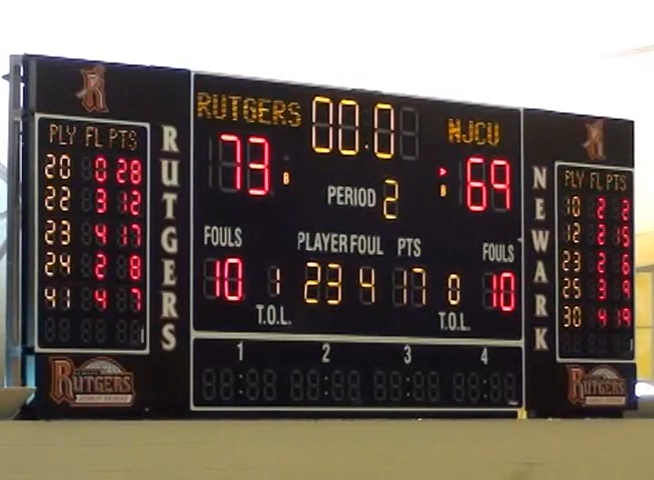 RUTGERS 00.0 NJCU
73 B PERIOD 2 B 69
FOULS PLAYER FOUL PTS FOULS
10 1 23 4 17 0 10
T.O.L. T.O.L.
1 2 3 4
PLY FL PTS
20 0 28
22 3 12
23 4 17
24 2 8
41 4 7
RUTGERS
RUTGERS
NEWARK
PLY FL PTS
10 2 2
12 2 15
23 2 6
25 3 9
30 4 19
RUTGERS